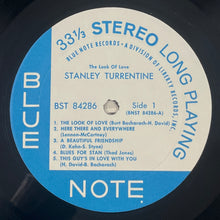 33⅓ STEREO LONG PLAYING
BLUE NOTE RECORDS • A DIVISION OF LIBERTY RECORDS, INC.
The Look Of Love
STANLEY TURRENTINE
BST 84286 Side 1
(BNST 84286-A)
1. THE LOOK OF LOVE (Burt Bacharach-H. David)
2. HERE THERE AND EVERYWHERE
(Lennon-McCartney)
3. A BEAUTIFUL FRIENDSHIP
(D. Kahn-S. Styne)
4. BLUES FOR STAN (Thad Jones)
5. THIS GUY'S IN LOVE WITH YOU
(H. David-B. Bacharach)
BLUE
NOTE